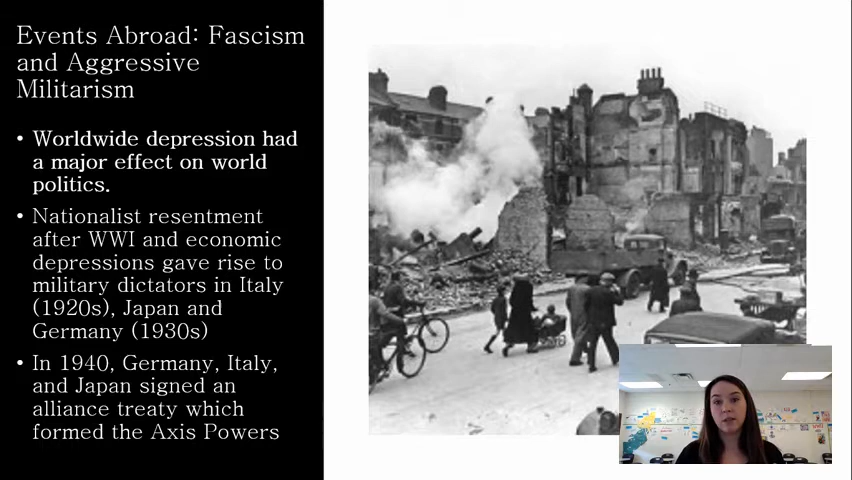 Events Abroad: Fascism
and Aggressive
Militarism
• Worldwide depression had
a major effect on world
politics.
• Nationalist resentment
after WWI and economic
depressions gave rise to
military dictators in Italy
(1920s), Japan and
Germany (1930s)
• In 1940, Germany, Italy,
and Japan signed an
alliance treaty which
formed the Axis Powers